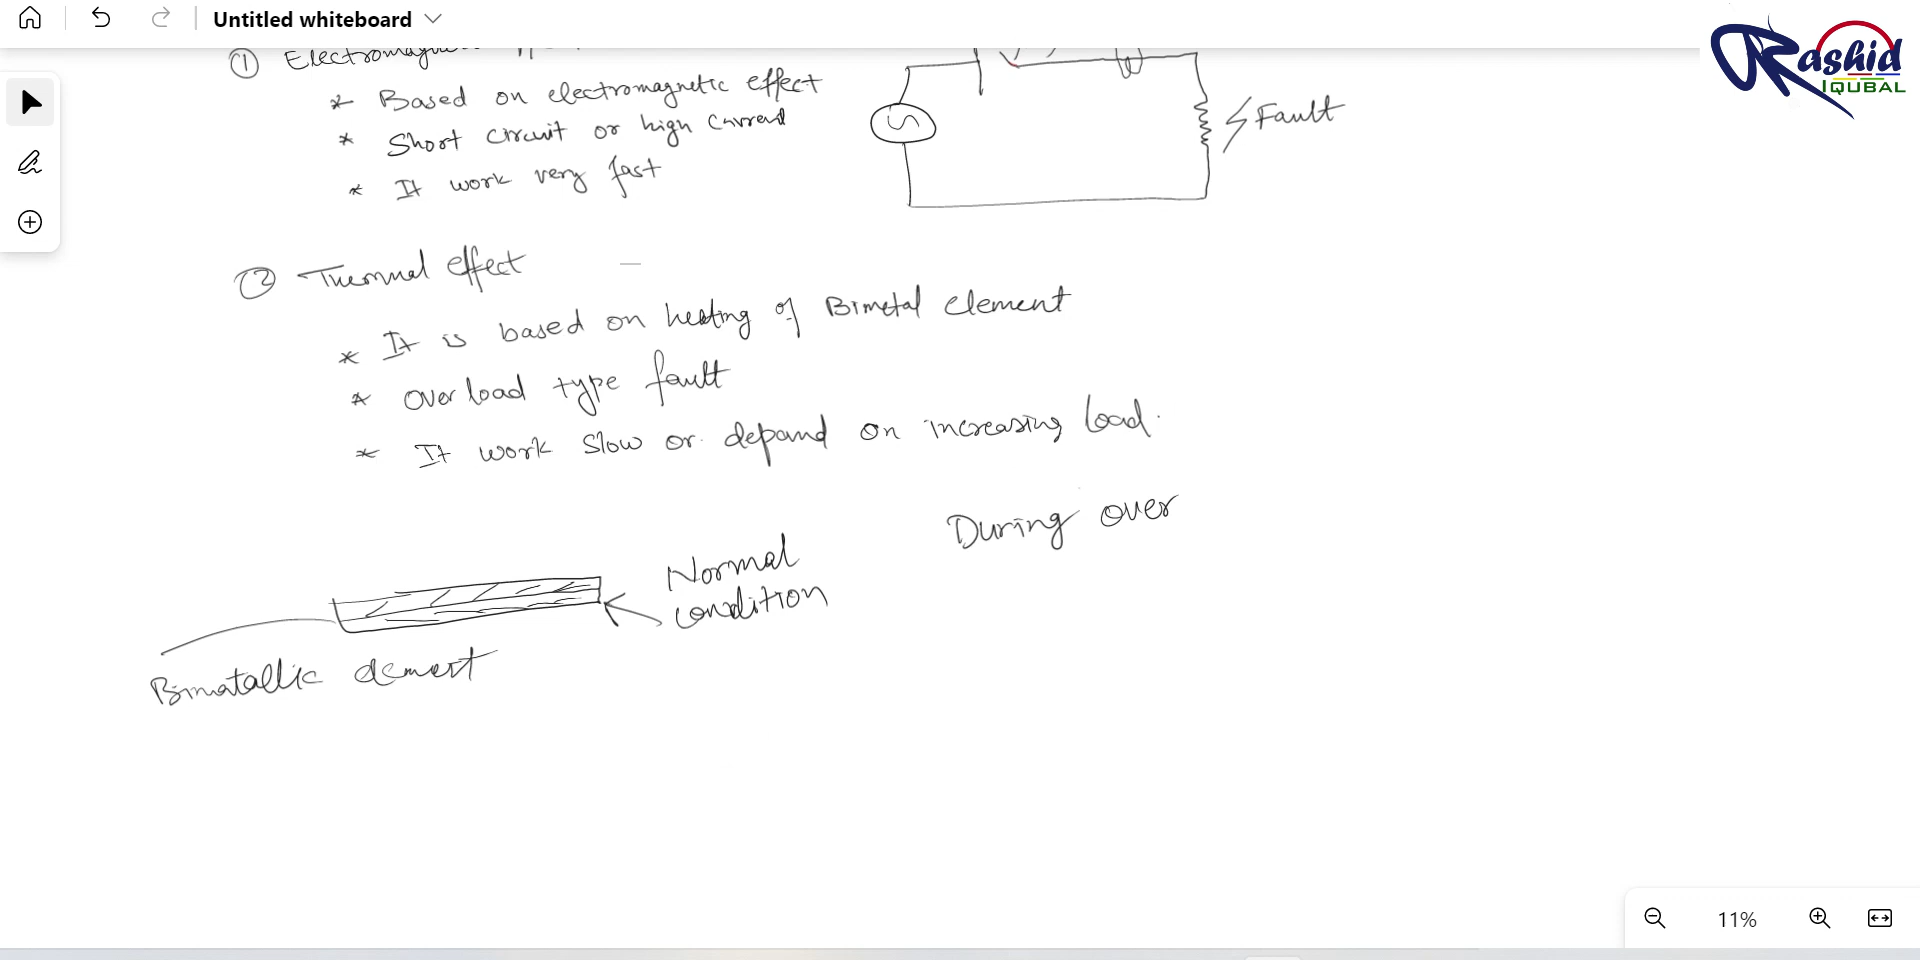 Untitled whiteboard
Rashid
IQUBAL
① Electromagne
* Based on electromagnetic effect
* Short circuit or high current
* It work very fast
Fault
② Thermal effect
* It is based on heating of Bimetal element
* Over load type fault
* It work slow or depand on increasing load.
During over
Normal
condition
Bimatallic element
11%